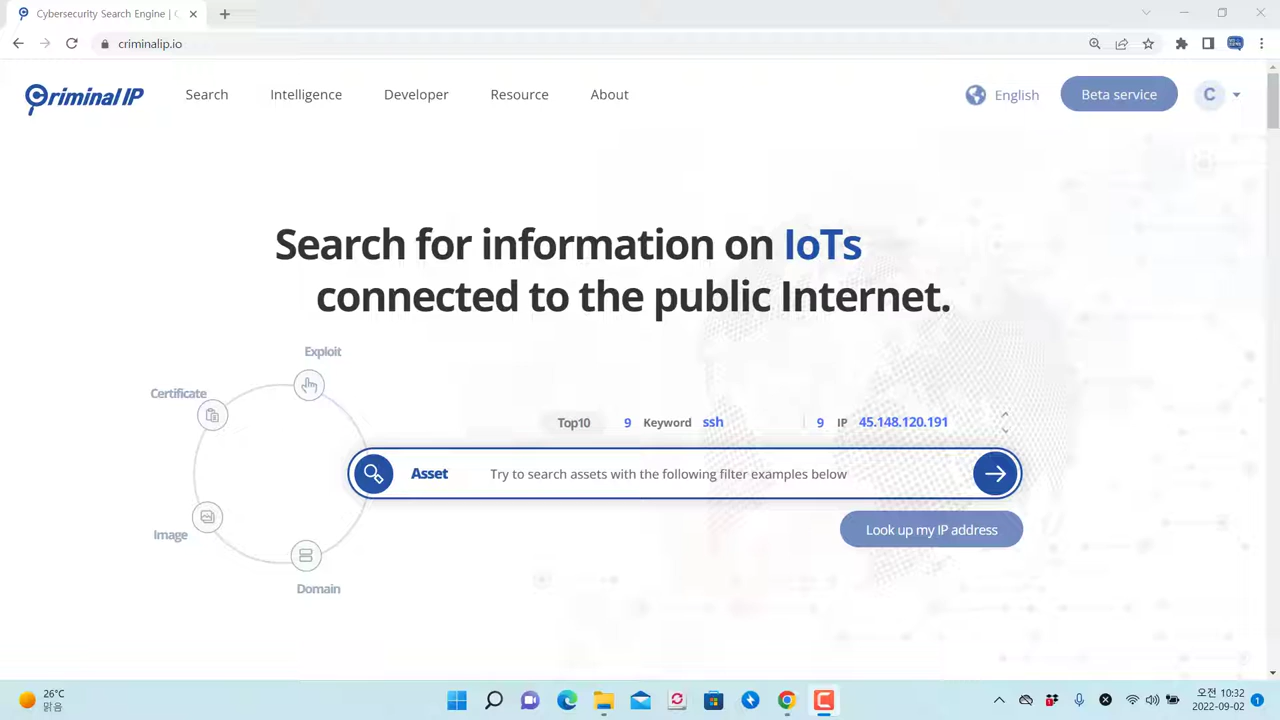 Cybersecurity Search Engine | C
criminalip.io
Criminal IP
Search
Intelligence
Developer
Resource
About
English
Beta service
C
Search for information on IoTs
connected to the public Internet.
Exploit
Certificate
Top10
9 Keyword ssh
9 IP 45.148.120.191
Asset
Try to search assets with the following filter examples below
Look up my IP address
Image
Domain
26°C
맑음
오전 10:32
2022-09-02
1